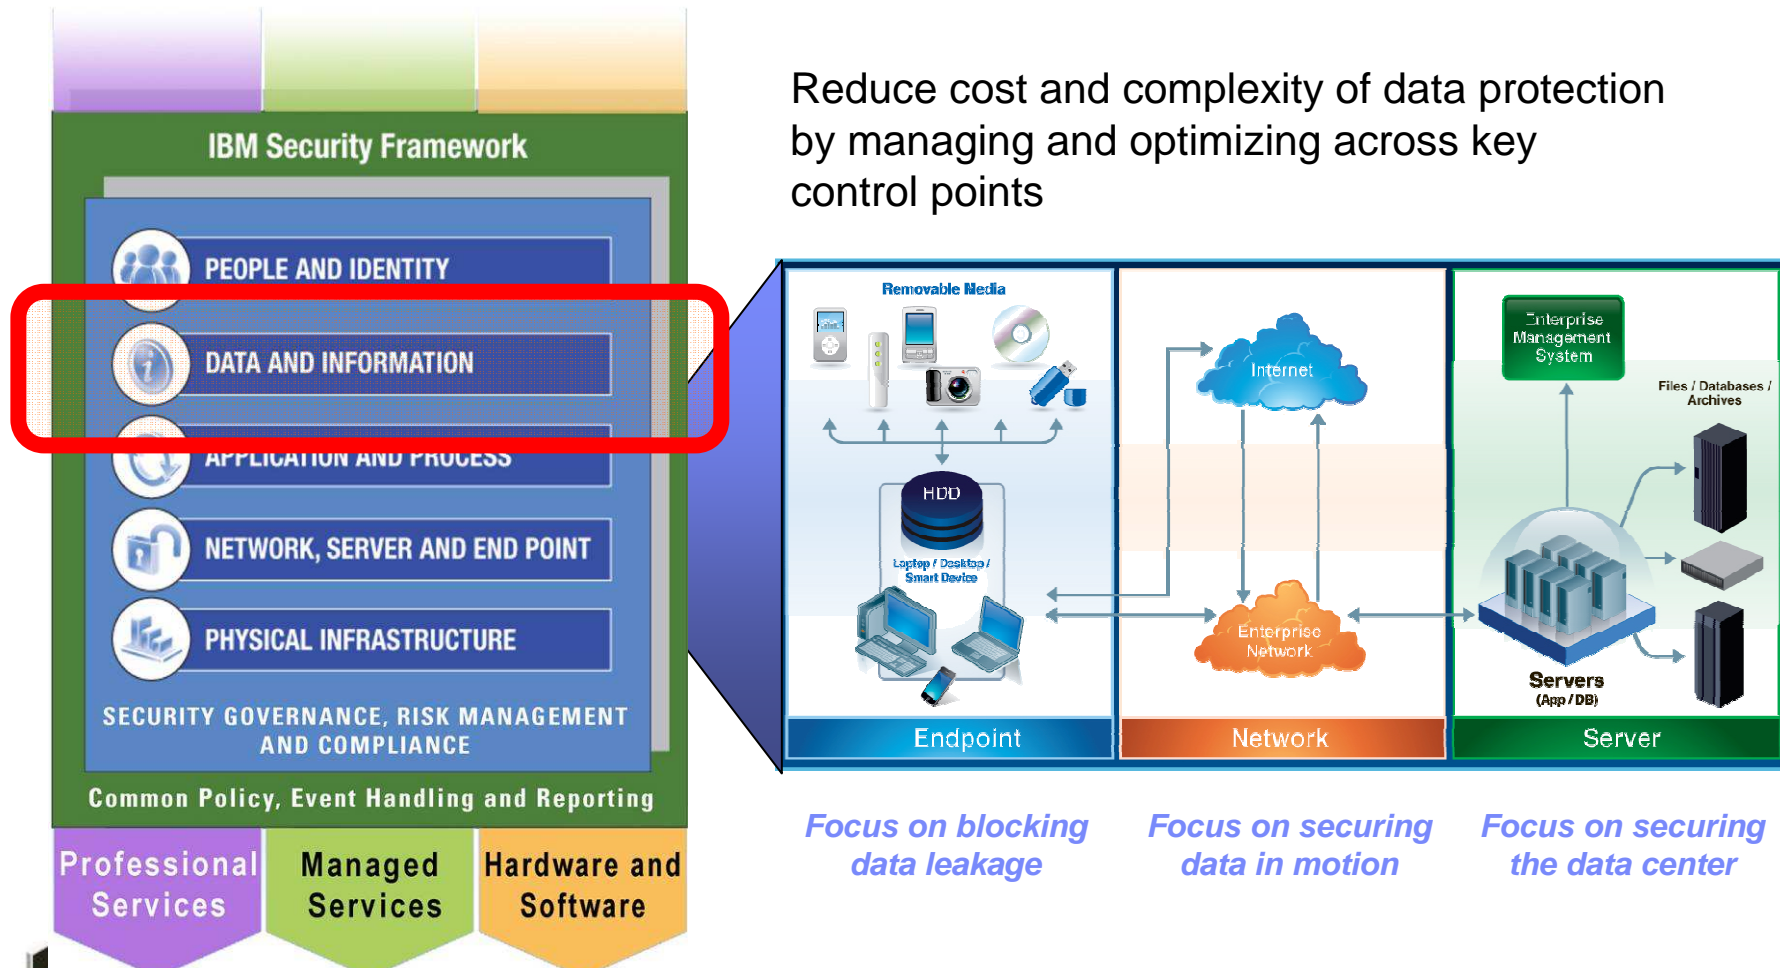 IBM Security Framework
PEOPLE AND IDENTITY
DATA AND INFORMATION
APPLICATION AND PROCESS
NETWORK, SERVER AND END POINT
PHYSICAL INFRASTRUCTURE
SECURITY GOVERNANCE, RISK MANAGEMENT
AND COMPLIANCE
Common Policy, Event Handling and Reporting
Professional
Services
Managed
Services
Hardware and
Software
Reduce cost and complexity of data protection
by managing and optimizing across key
control points
Removable Media
HDD
Laptop / Desktop /
Smart Device
Endpoint
Internet
Enterprise
Network
Network
Enterprise
Management
System
Files / Databases /
Archives
Servers
(App / DB)
Server
Focus on blocking
data leakage
Focus on securing
data in motion
Focus on securing
the data center